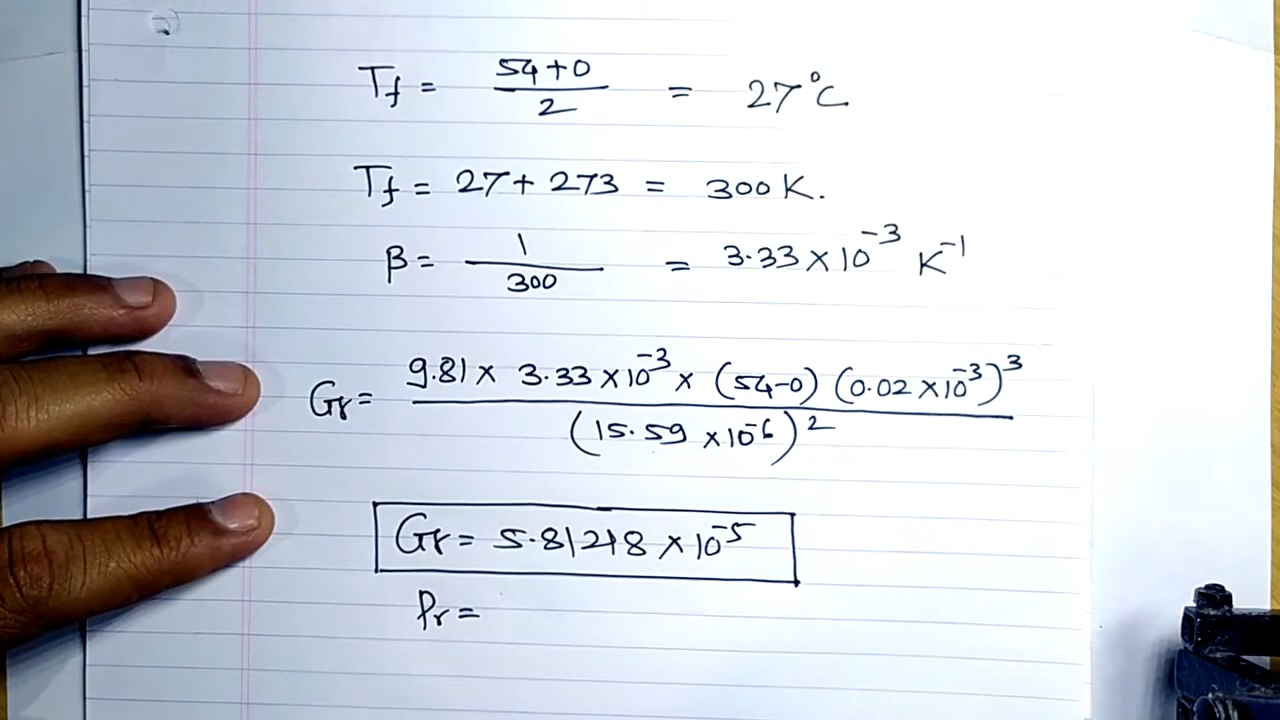 Tf = 54+0 / 2 = 27°C
Tf = 27 + 273 = 300 K.
β = 1 / 300 = 3.33 × 10⁻³ K⁻¹
Gr = 9.81 × 3.33 × 10⁻³ × (54-0) (0.02 × 10⁻³)³ / (15.59 × 10⁻⁶)²
Gr = 5.81218 × 10⁻⁵
Pr =